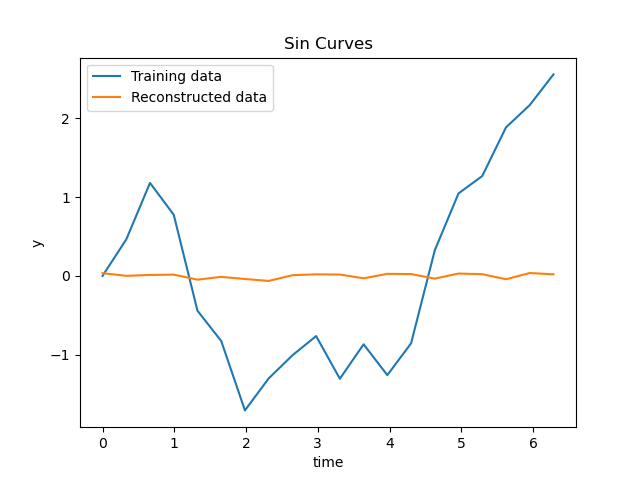 Sin Curves
Training data
Reconstructed data
2
1
0
−1
y
0 1 2 3 4 5 6
time